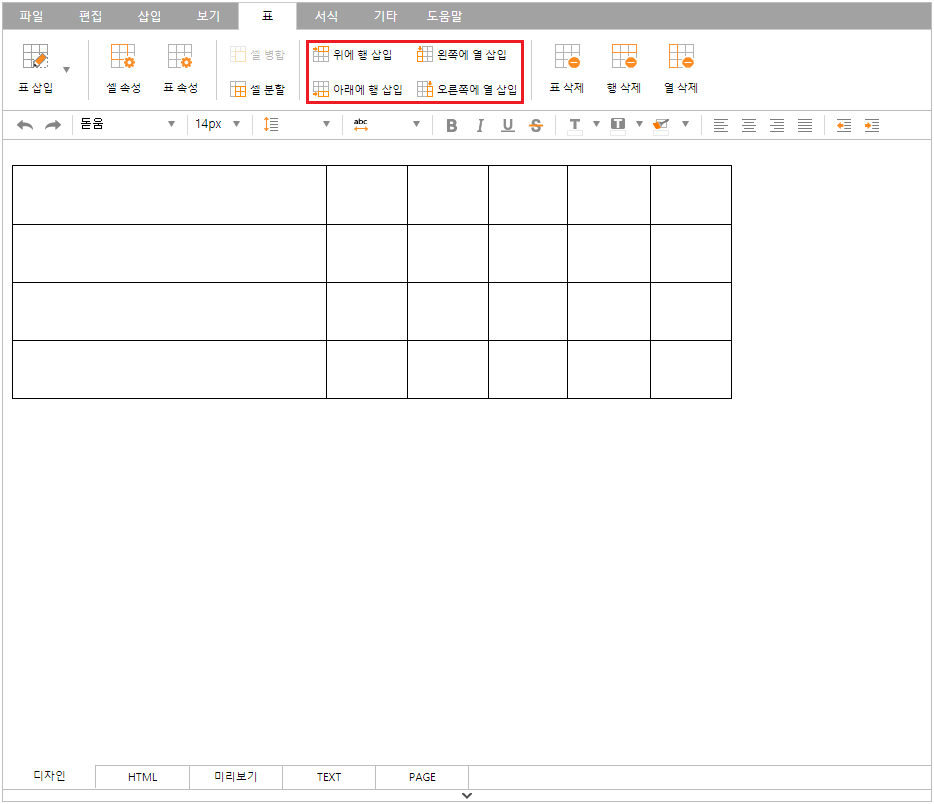 파일 편집 삽입 보기 표 서식 기타 도움말
셀 병합 위에 행 삽입 왼쪽에 열 삽입
표 삽입 셀 속성 표 속성 표 삭제 행 삭제 열 삭제
셀 분할 아래에 행 삽입 오른쪽에 열 삽입
돋움 14px abc B I U S T T
디자인 HTML 미리보기 TEXT PAGE